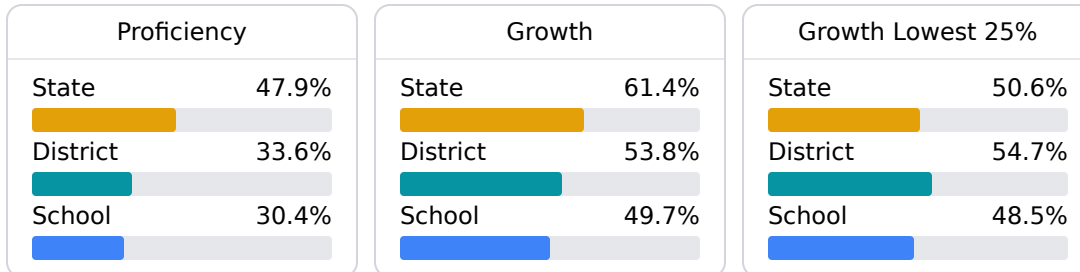 Proficiency
State 47.9%
District 33.6%
School 30.4%
Growth
State 61.4%
District 53.8%
School 49.7%
Growth Lowest 25%
State 50.6%
District 54.7%
School 48.5%